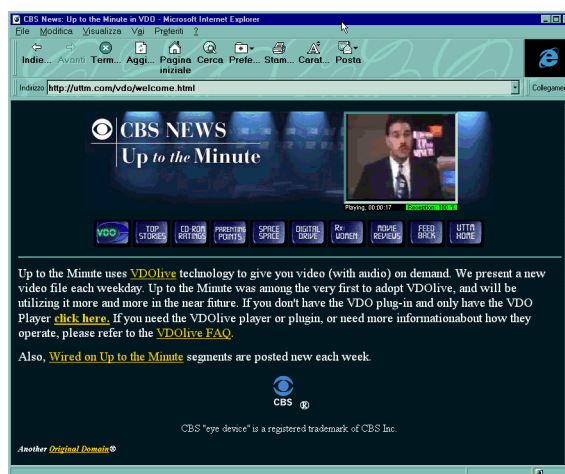 CBS News: Up to the Minute in VDO - Microsoft Internet Explorer
File Modifica Visualizza Vai Preferiti ?
Indie... Avanti Term... Aggi... Pagina iniziale Cerca Prefe... Stam... Carat... Posta
Indirizzo http://uttm.com/vdo/welcome.html Collegamen
CBS NEWS
Up to the Minute
Playing, 00:00:17 Reception: 100 %
VDO TOP STORIES CD-ROM RATINGS PARENTING POINTS SPACE SPACE DIGITAL DRIVE Rx: WOMEN MOVIE REVIEWS FEED BACK UTTM HOME
Up to the Minute uses VDOlive technology to give you video (with audio) on demand. We present a new
video file each weekday. Up to the Minute was among the very first to adopt VDOlive, and will be
utilizing it more and more in the near future. If you don't have the VDO plug-in and only have the VDO
Player click here. If you need the VDOlive player or plugin, or need more informationabout how they
operate, please refer to the VDOlive FAQ.
Also, Wired on Up to the Minute segments are posted new each week.
CBS ®
CBS "eye device" is a registered trademark of CBS Inc.
Another Original Domain®